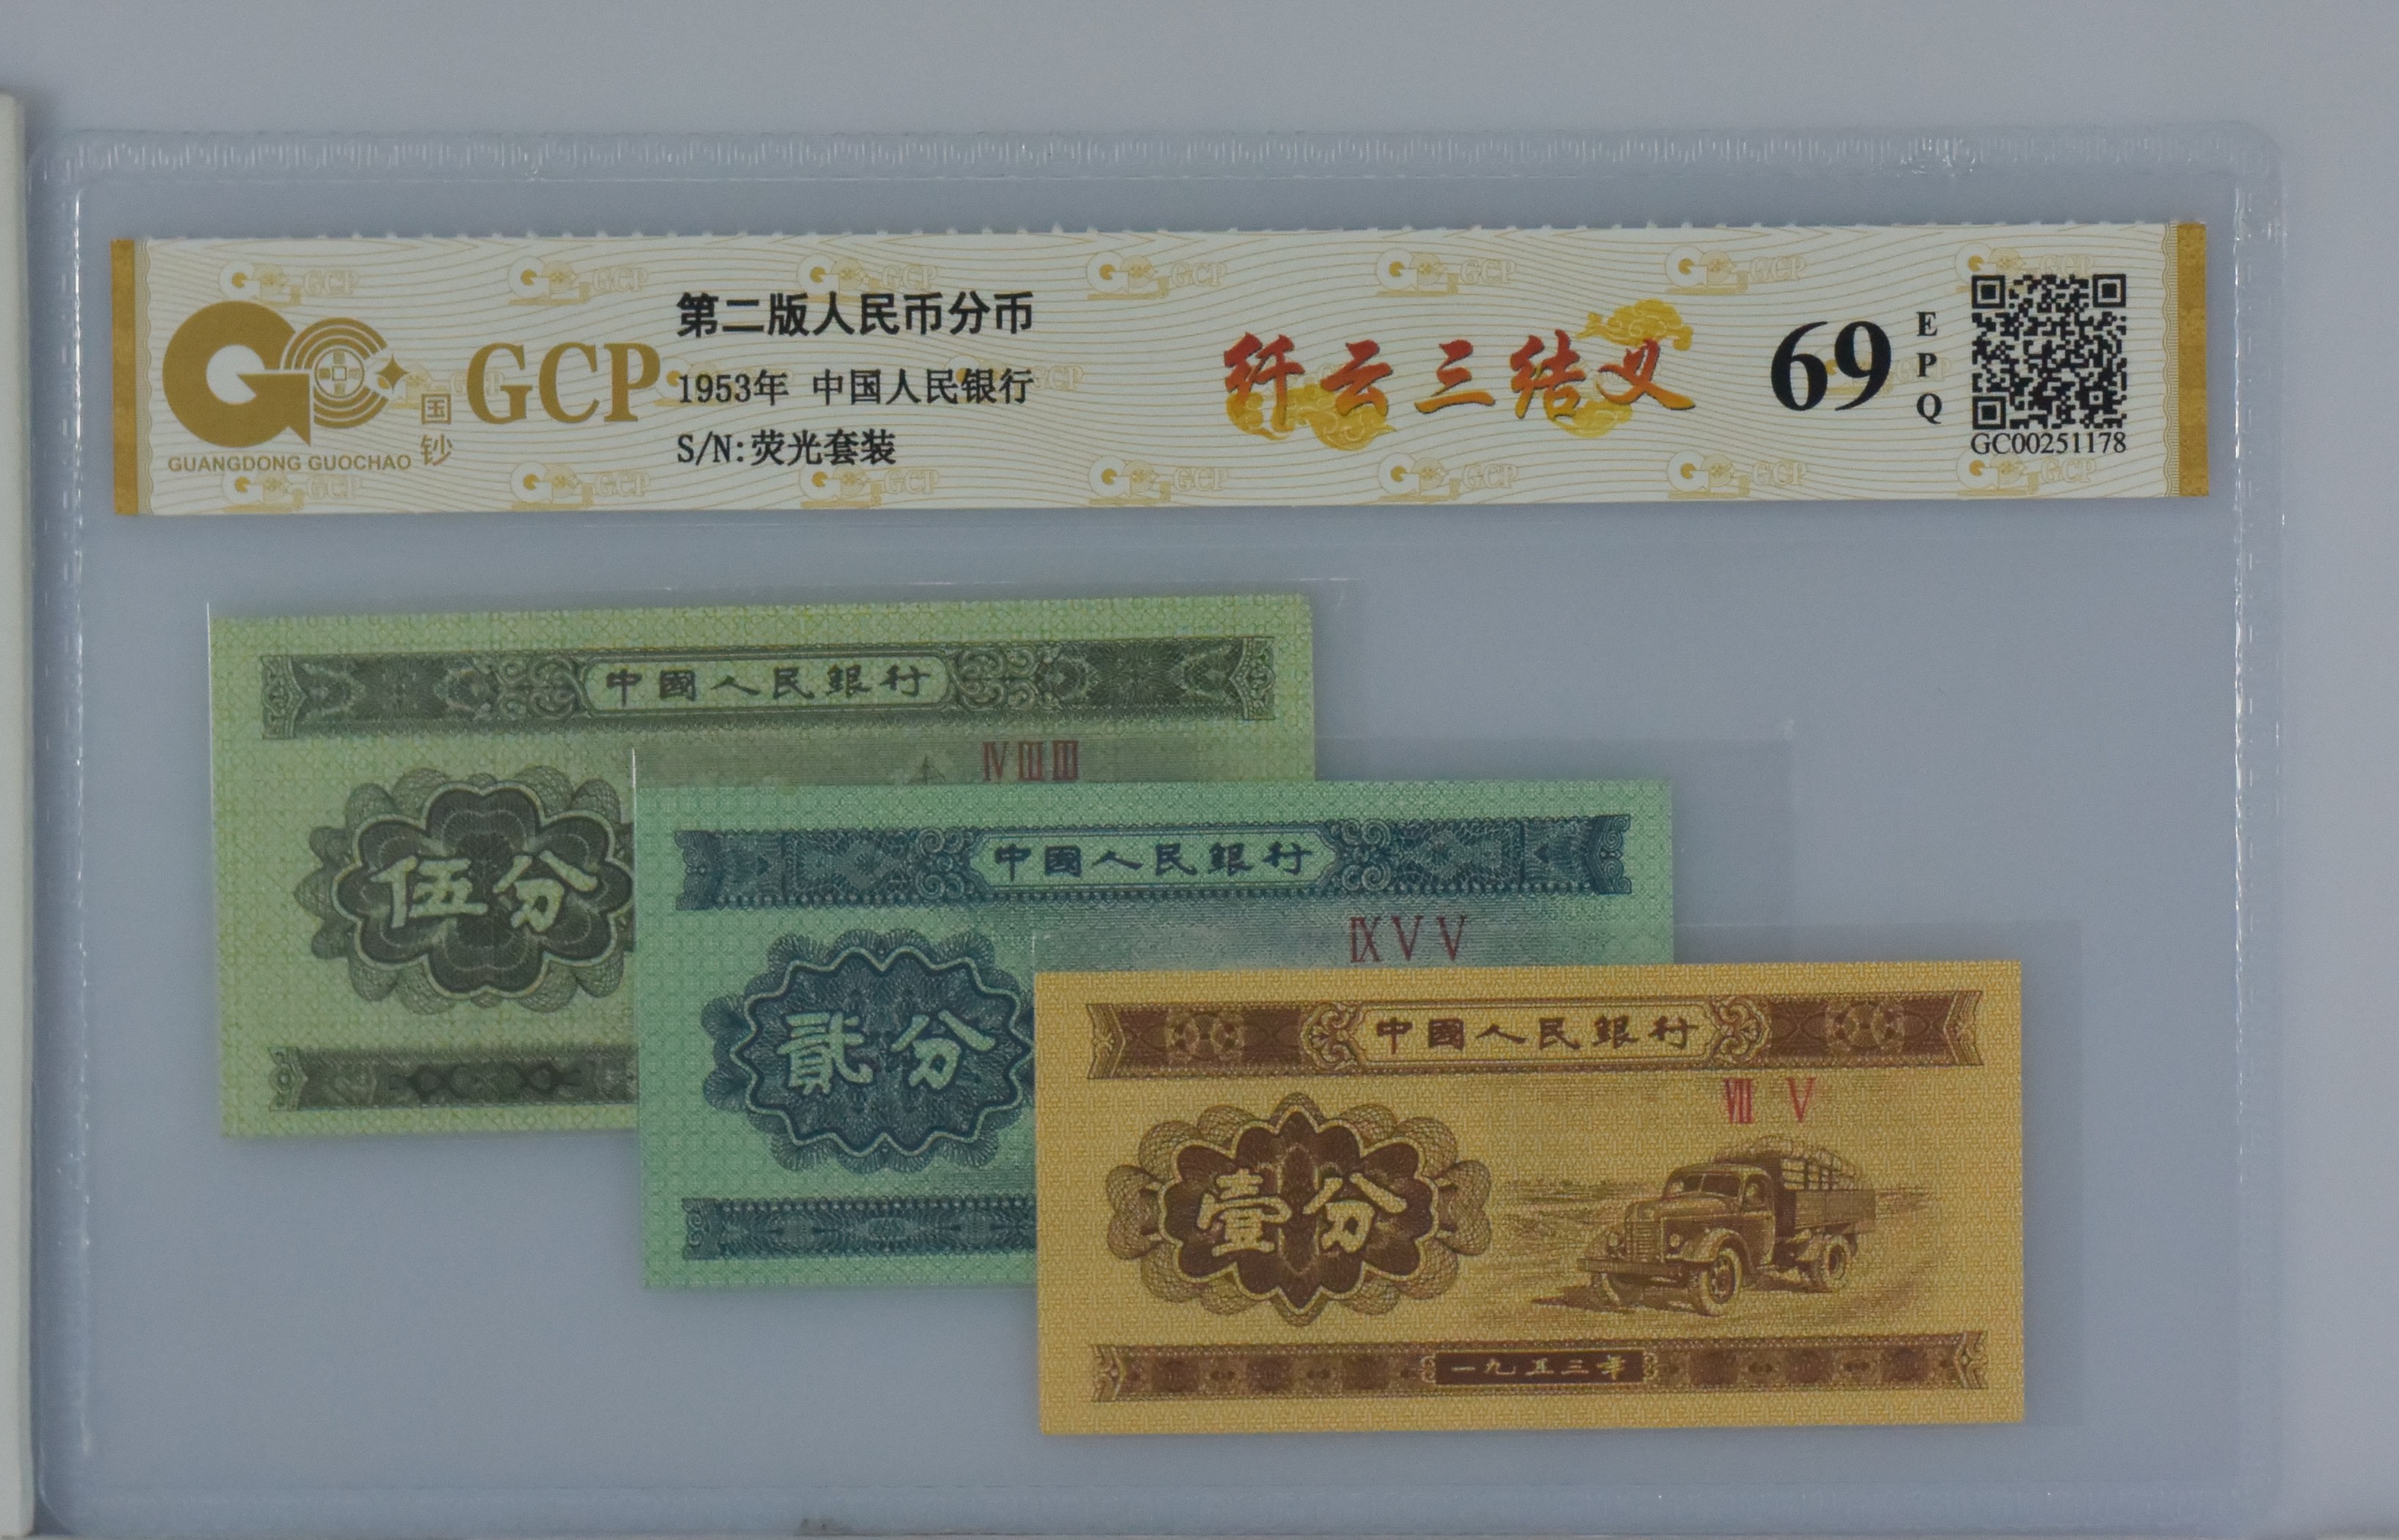 GUANGDONG GUOCHAO
国钞
GCP
第二版人民币分币
1953年 中国人民银行
S/N:荧光套装
纤云三结义
69
EPQ
GC00251178
中國人民銀行
IV III III
伍分
中國人民銀行
IX V V
貳分
中國人民銀行
VIII V
壹分
一九五三年